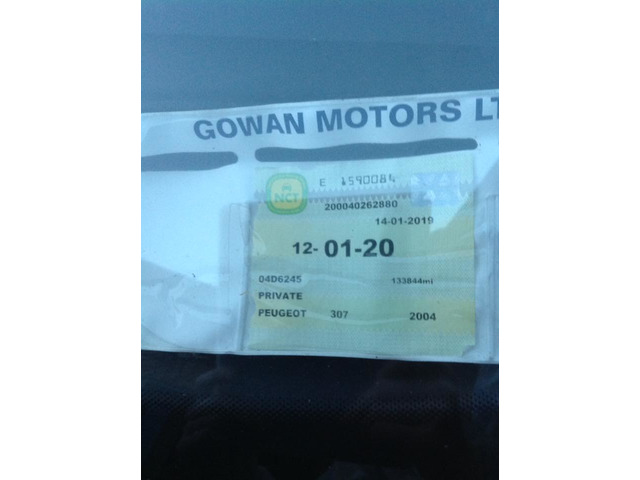 GOWAN MOTORS LT
NCT
E 1590084
200040262880
14-01-2019
12-01-20
04D6245 133844mi
PRIVATE
PEUGEOT 307 2004